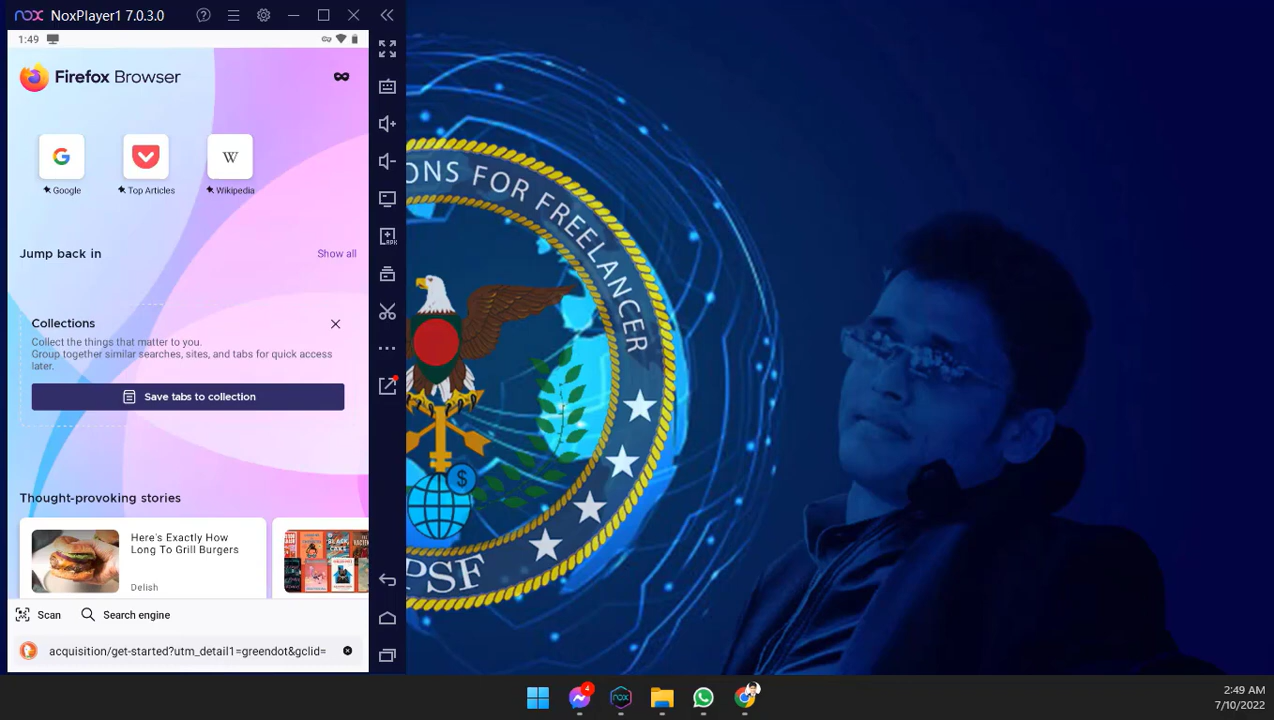 nox NoxPlayer1 7.0.3.0
1:49
Firefox Browser
G
W
Google
Top Articles
Wikipedia
Jump back in
Show all
Collections
Collect the things that matter to you.
Group together similar searches, sites, and tabs for quick access
later.
Save tabs to collection
Thought-provoking stories
Here's Exactly How
Long To Grill Burgers
Delish
Scan
Search engine
acquisition/get-started?utm_detail1=greendot&gclid=
ONS FOR FREELANCER
$
PSF
4
nox
2:49 AM
7/10/2022